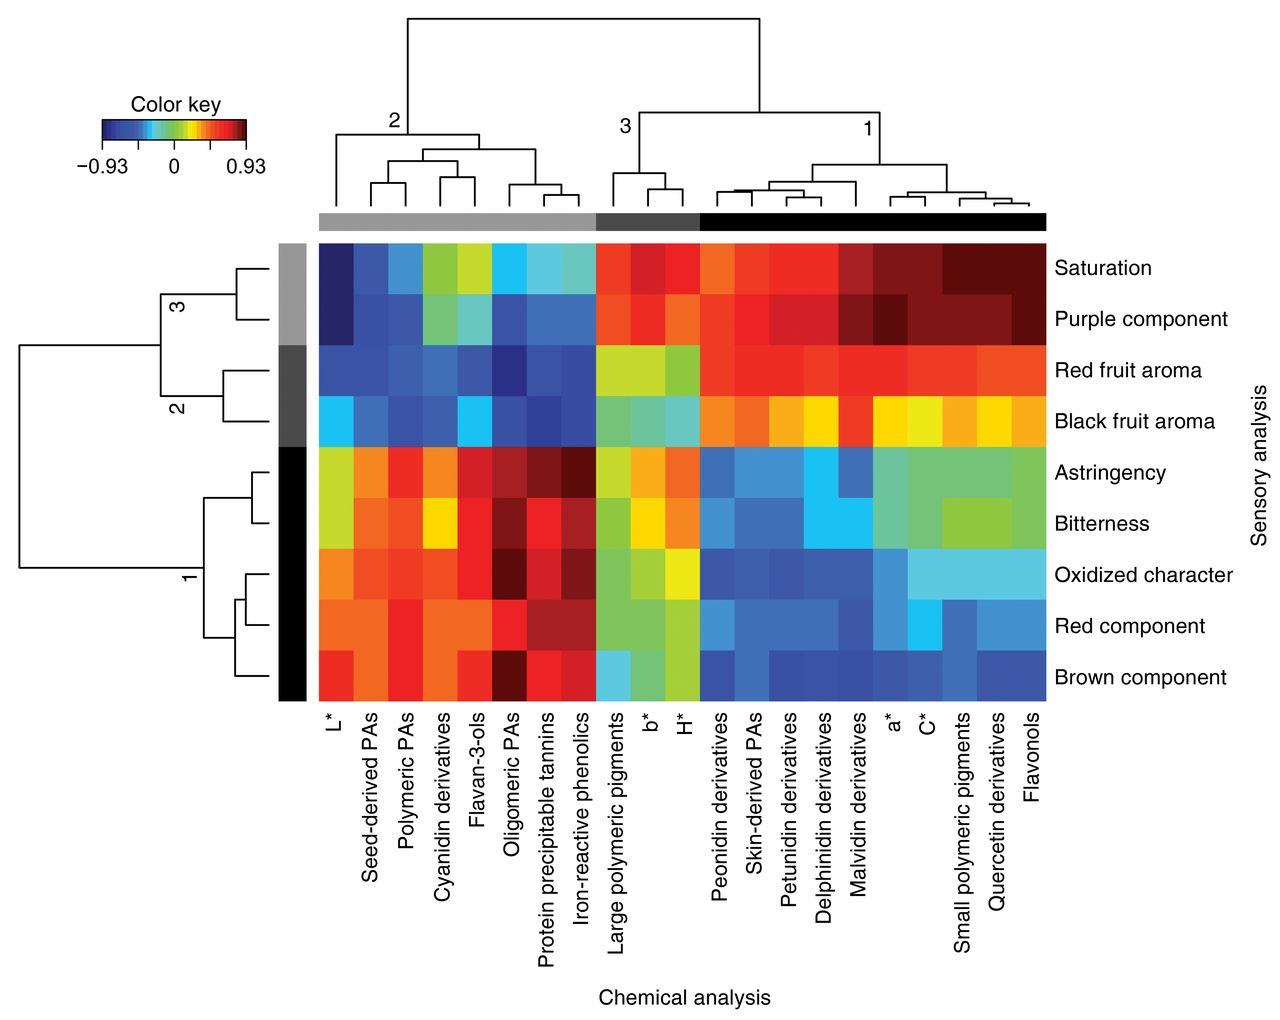 Color key
−0.93
0
0.93
2
3
1
3
2
1
Saturation
Purple component
Red fruit aroma
Black fruit aroma
Astringency
Bitterness
Oxidized character
Red component
Brown component
Sensory analysis
L*
Seed-derived PAs
Polymeric PAs
Cyanidin derivatives
Flavan-3-ols
Oligomeric PAs
Protein precipitable tannins
Iron-reactive phenolics
Large polymeric pigments
b*
H*
Peonidin derivatives
Skin-derived PAs
Petunidin derivatives
Delphinidin derivatives
Malvidin derivatives
a*
C*
Small polymeric pigments
Quercetin derivatives
Flavonols
Chemical analysis